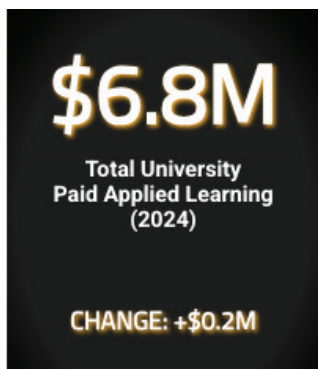 $6.8M
Total University
Paid Applied Learning
(2024)
CHANGE: +$0.2M